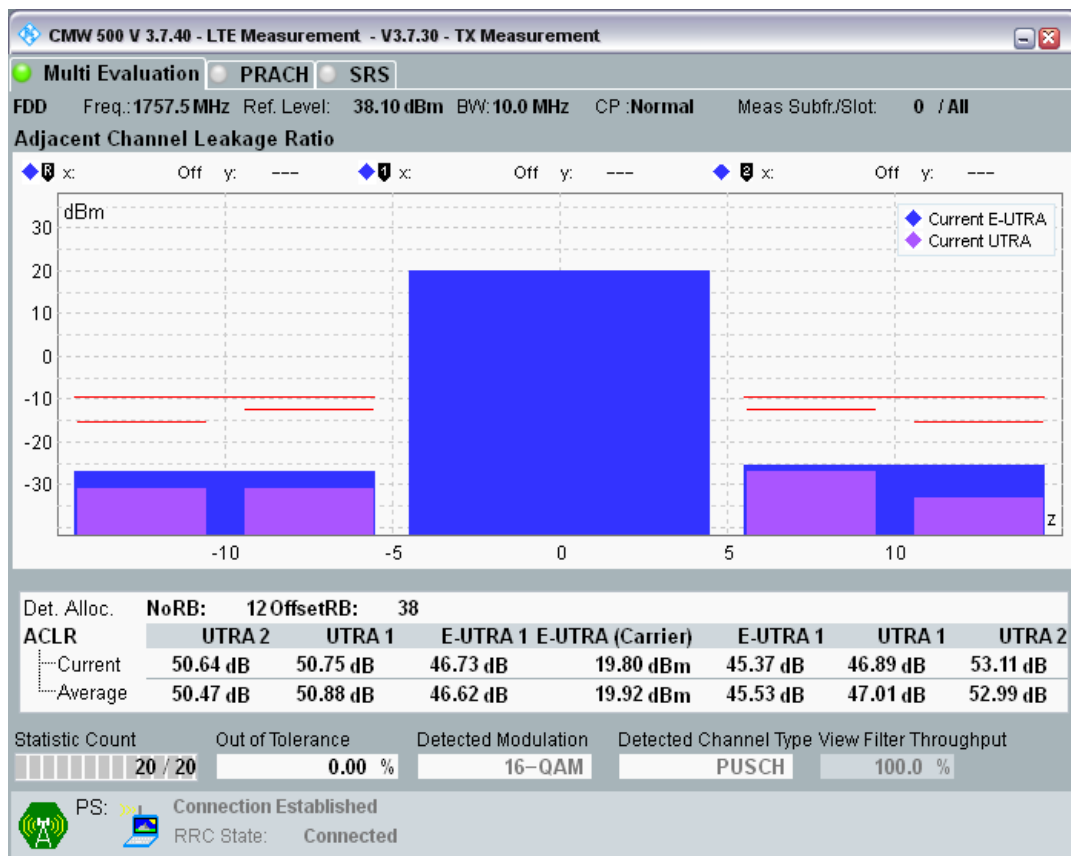 CMW 500 V 3.7.40 - LTE Measurement - V3.7.30 - TX Measurement
Multi Evaluation PRACH SRS
FDD Freq.:1757.5 MHz Ref. Level: 38.10 dBm BW:10.0 MHz CP :Normal Meas Subfr./Slot: 0 / All
Adjacent Channel Leakage Ratio
R x: Off y: --- 1 x: Off y: --- 2 x: Off y: ---
dBm
Current E-UTRA
Current UTRA
30
20
10
0
-10
-20
-30
z
-10 -5 0 5 10
Det. Alloc. NoRB: 12 OffsetRB: 38
ACLR UTRA 2 UTRA 1 E-UTRA 1 E-UTRA (Carrier) E-UTRA 1 UTRA 1 UTRA 2
Current 50.64 dB 50.75 dB 46.73 dB 19.80 dBm 45.37 dB 46.89 dB 53.11 dB
Average 50.47 dB 50.88 dB 46.62 dB 19.92 dBm 45.53 dB 47.01 dB 52.99 dB
Statistic Count Out of Tolerance Detected Modulation Detected Channel Type View Filter Throughput
20 / 20 0.00 % 16-QAM PUSCH 100.0 %
PS: Connection Established
RRC State: Connected